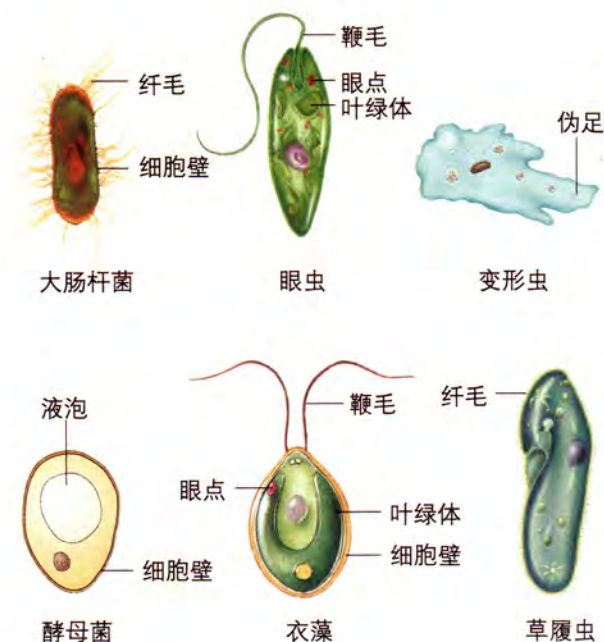 纤毛
细胞壁
大肠杆菌
鞭毛
眼点
叶绿体
眼虫
伪足
变形虫
液泡
细胞壁
酵母菌
鞭毛
眼点
叶绿体
细胞壁
衣藻
纤毛
草履虫